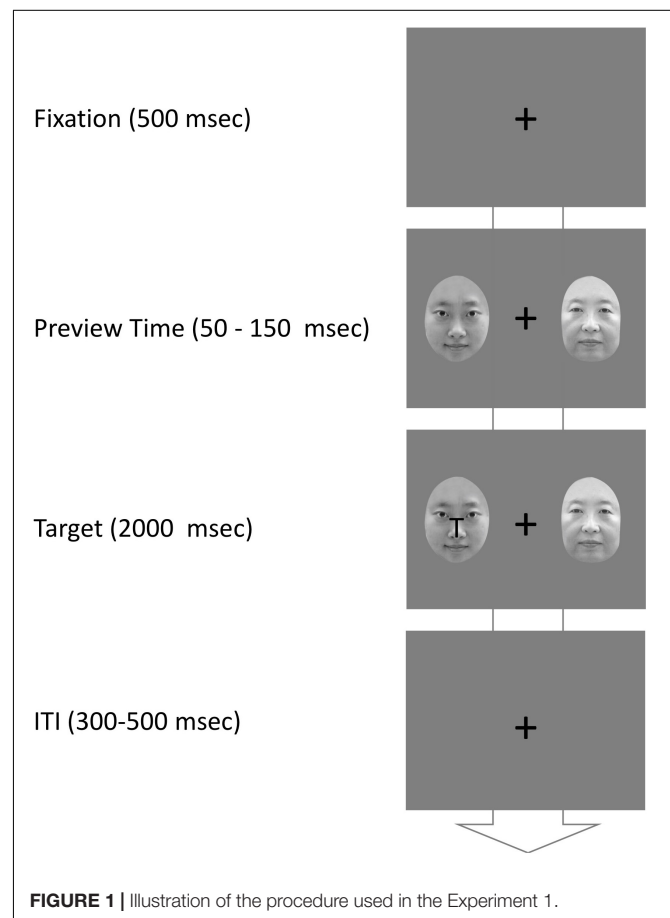 Fixation (500 msec)
+
Preview Time (50 - 150 msec)
+
Target (2000 msec)
T
+
ITI (300-500 msec)
+
FIGURE 1 | Illustration of the procedure used in the Experiment 1.